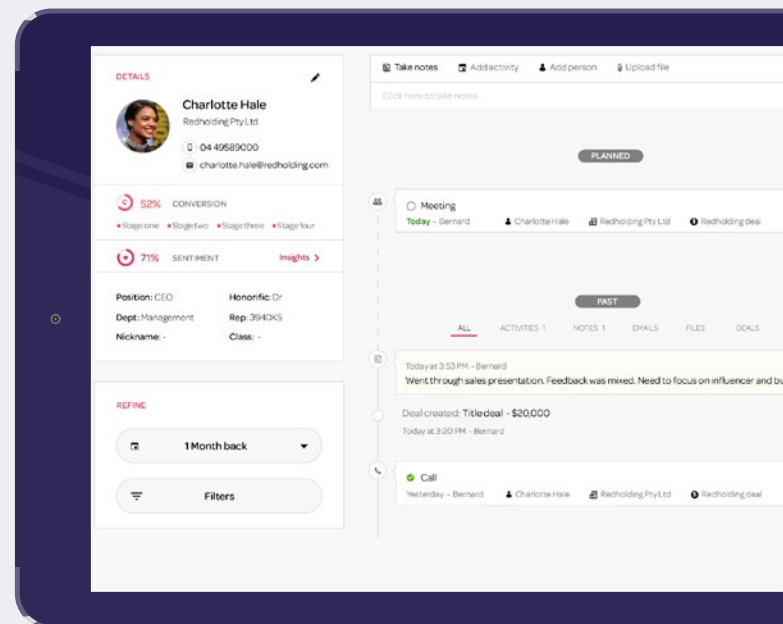 DETAILS
Charlotte Hale
Redholding Pty Ltd
04 49589000
charlotte.hale@redholding.com
52% CONVERSION
Stage one Stage two Stage three Stage four
71% SENTIMENT Insights
Position: CEO Honorific: Dr
Dept: Management Rep: 394DKS
Nickname: - Class: -
REFINE
1 Month back
Filters
Take notes Add activity Add person Upload file
Click here to take notes...
PLANNED
Meeting
Today - Bernard Charlotte Hale Redholding Pty Ltd Redholding deal
PAST
ALL ACTIVITIES 1 NOTES 1 EMAILS FILES DEALS
Today at 3:53 PM - Bernard
Went through sales presentation. Feedback was mixed. Need to focus on influencer and bu
Deal created: Title deal - $20,000
Today at 3:20 PM - Bernard
Call
Yesterday - Bernard Charlotte Hale Redholding Pty Ltd Redholding deal